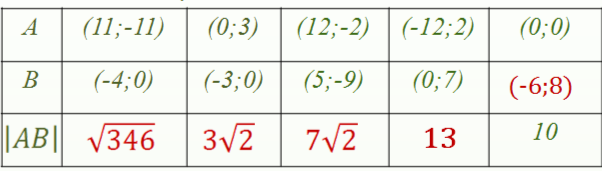 A (11;-11) (0;3) (12;-2) (-12;2) (0;0)
B (-4;0) (-3;0) (5;-9) (0;7) (-6;8)
|AB| √346 3√2 7√2 13 10